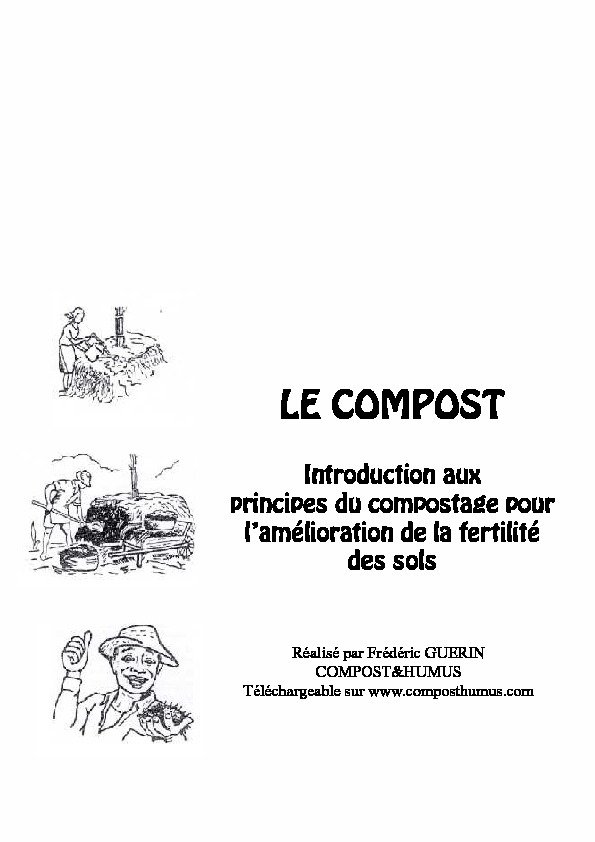 LE COMPOST
Introduction aux
principes du compostage pour
l'amélioration de la fertilité
des sols
Réalisé par Frédéric GUERIN
COMPOST&HUMUS
Téléchargeable sur www.composthumus.com